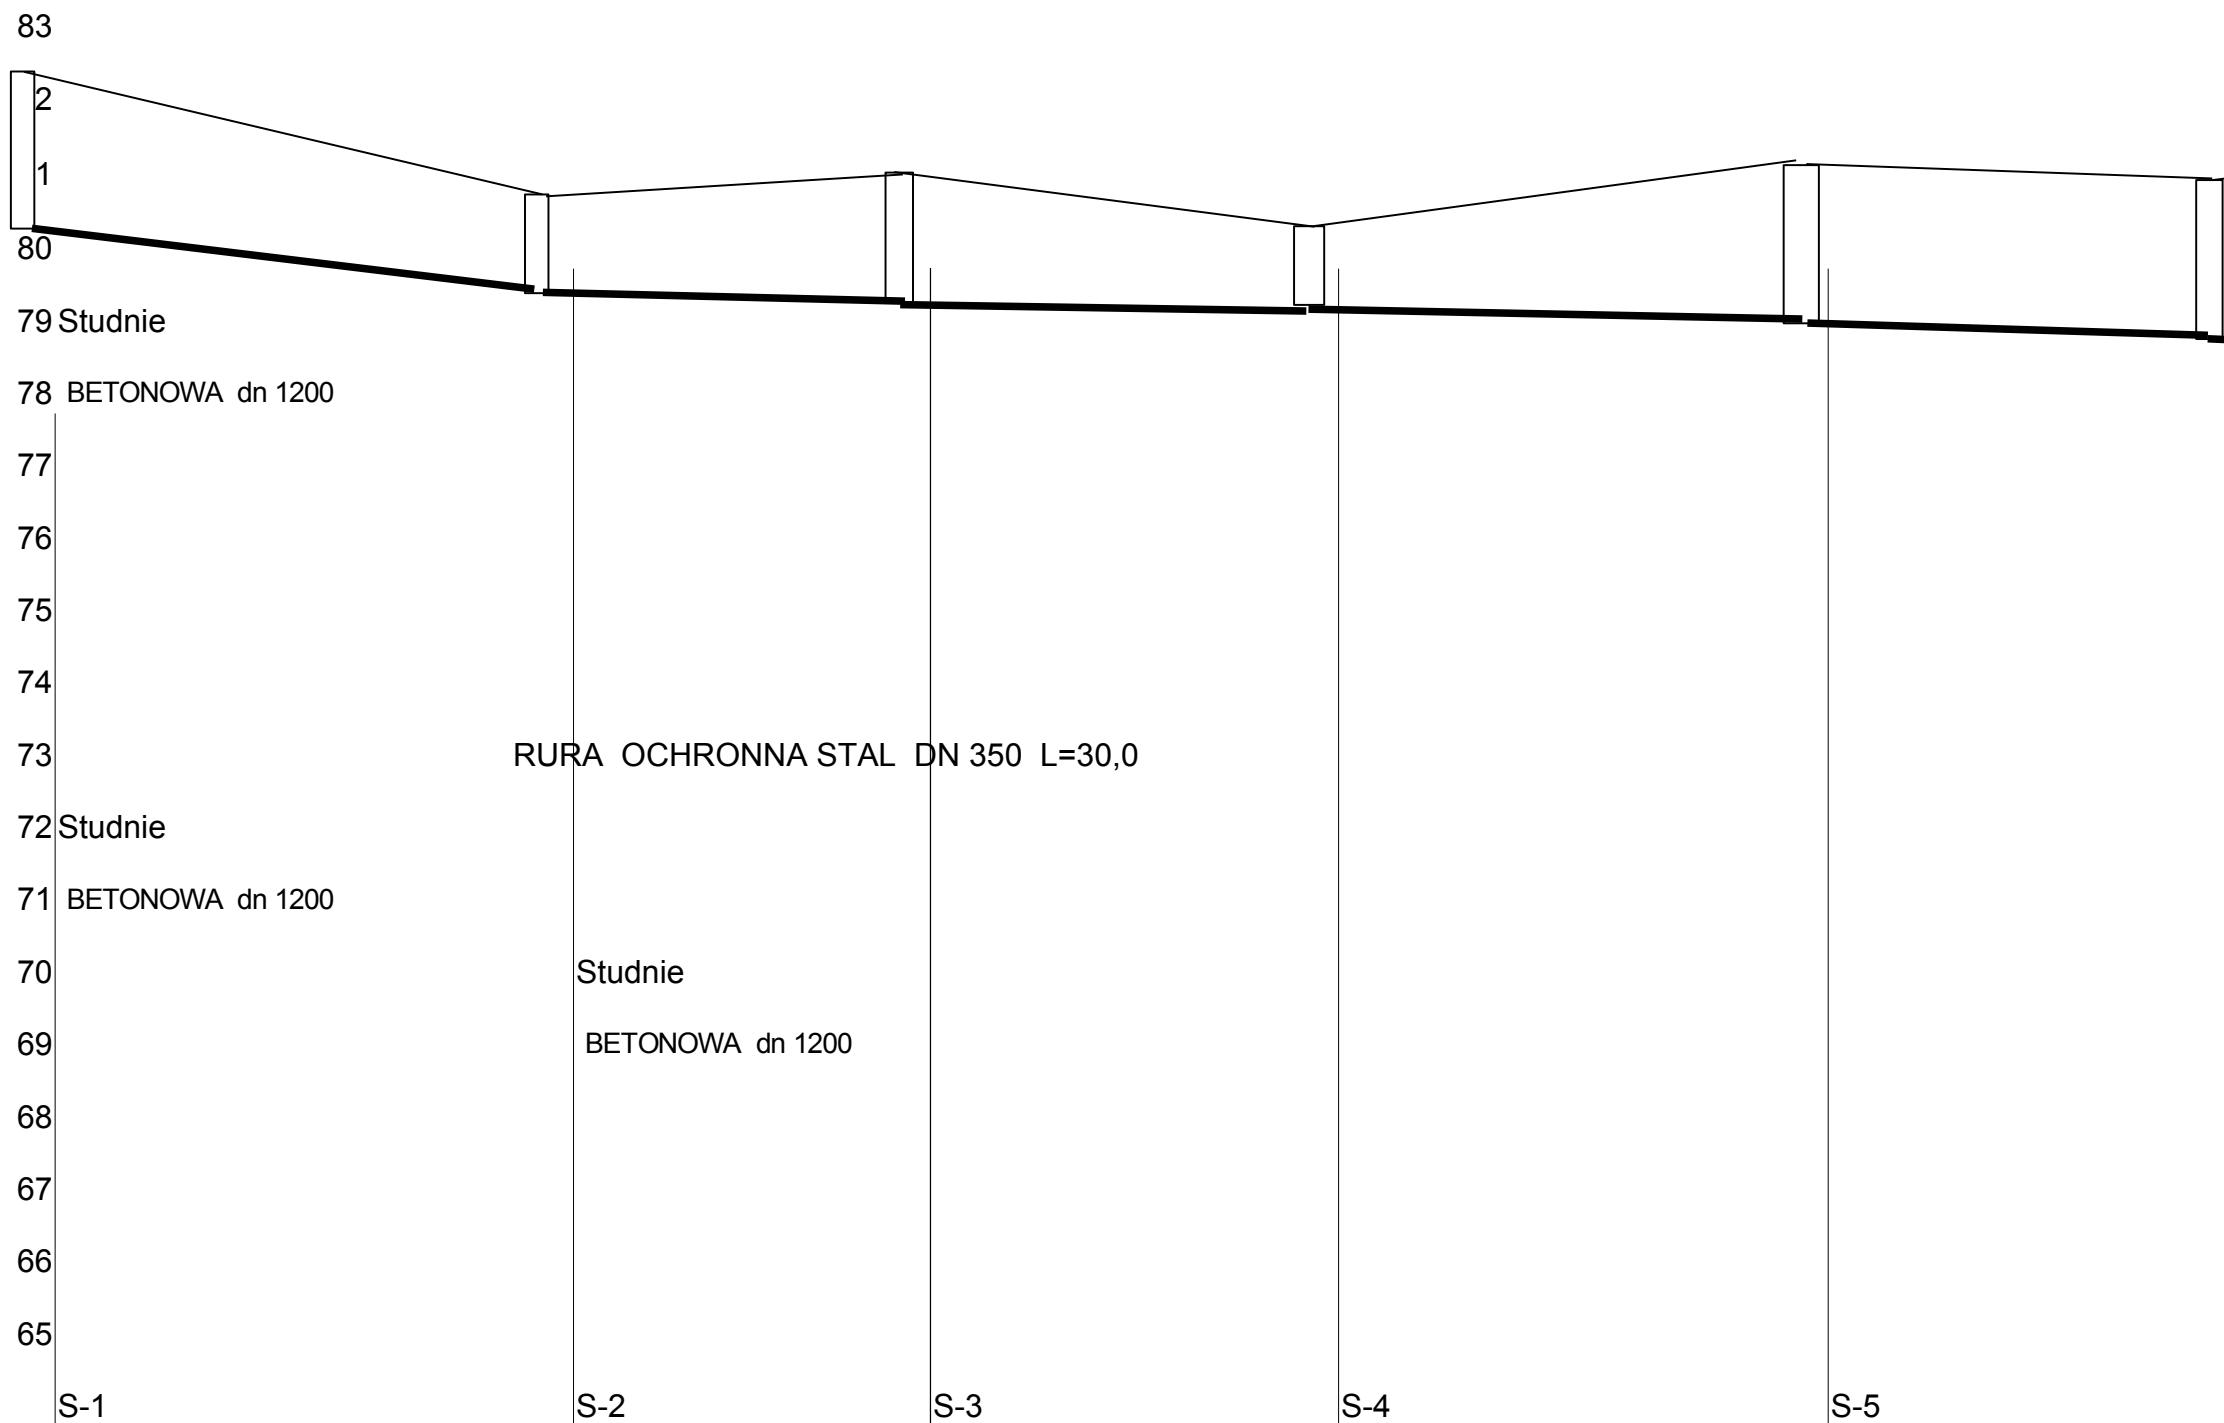 83
2
1
80
79 Studnie
78 BETONOWA dn 1200
77
76
75
74
73 RURA OCHRONNA STAL DN 350 L=30,0
72 Studnie
71 BETONOWA dn 1200
70 Studnie
69 BETONOWA dn 1200
68
67
66
65
S-1 S-2 S-3 S-4 S-5